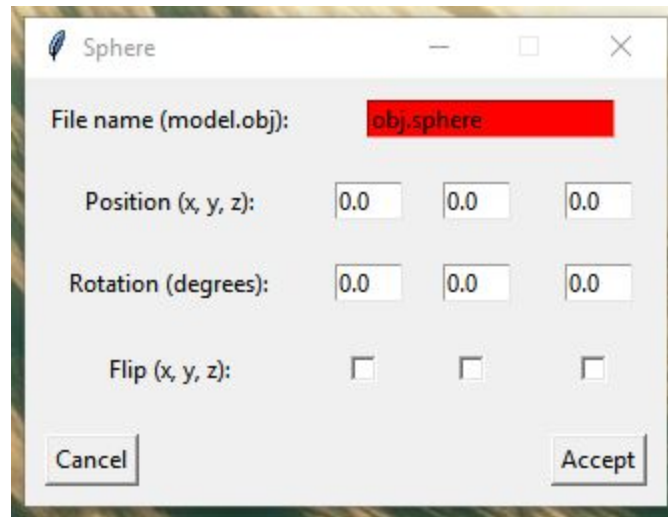 Sphere
File name (model.obj): obj.sphere
Position (x, y, z): 0.0 0.0 0.0
Rotation (degrees): 0.0 0.0 0.0
Flip (x, y, z):
Cancel Accept